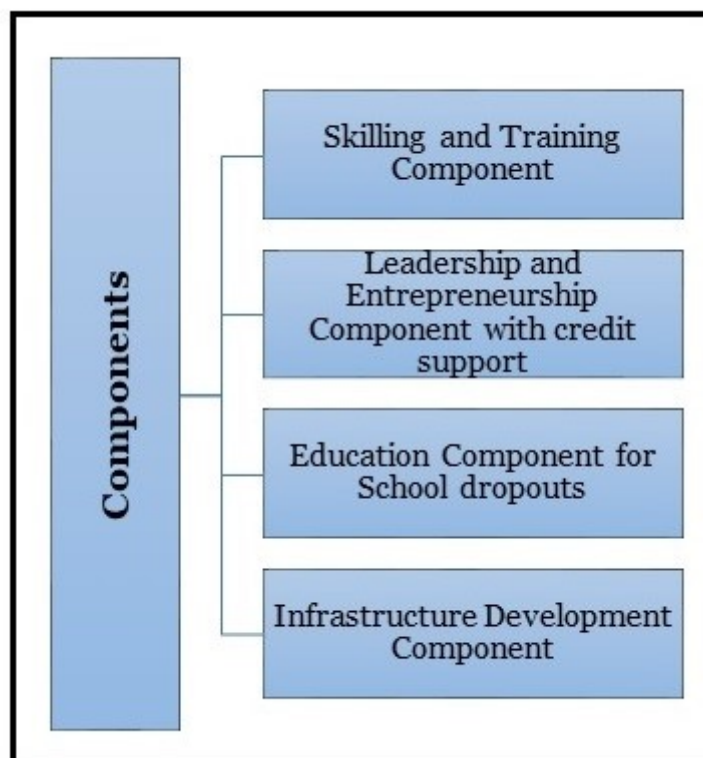 Components
Skilling and Training
Component
Leadership and
Entrepreneurship
Component with credit
support
Education Component for
School dropouts
Infrastructure Development
Component